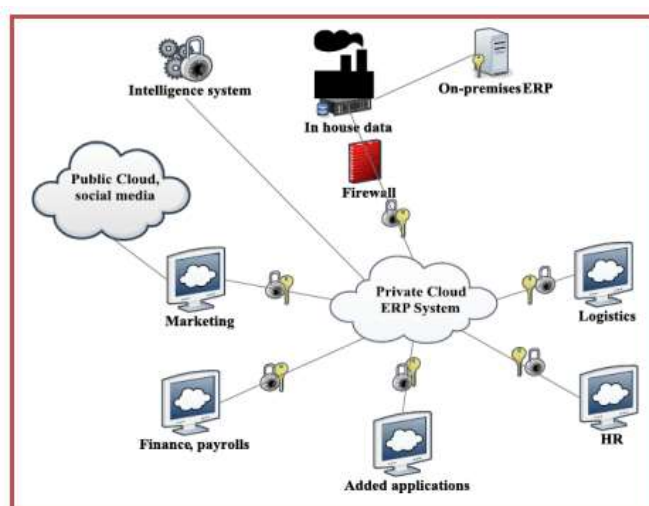 Intelligence system
On-premises ERP
In house data
Public Cloud,
social media
Firewall
Private Cloud
ERP System
Marketing
Logistics
Finance, payrolls
HR
Added applications